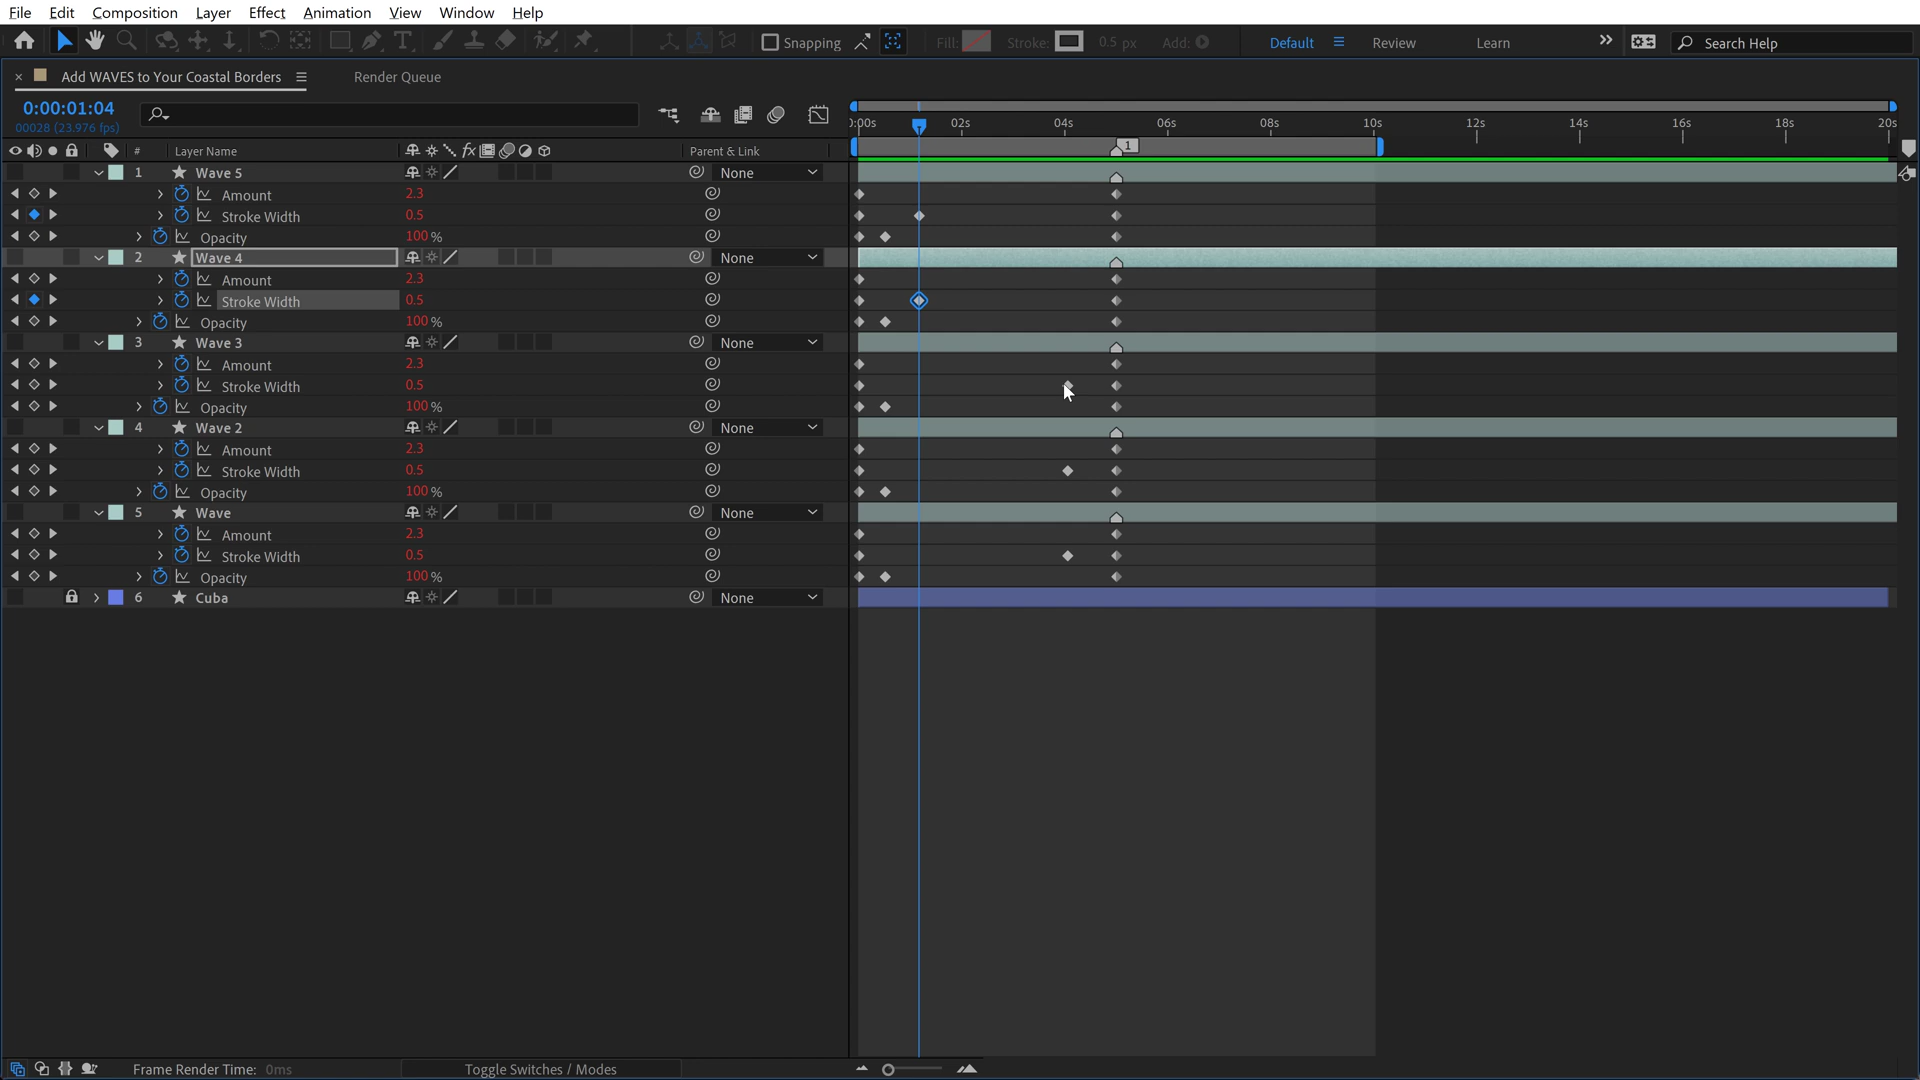 File Edit Composition Layer Effect Animation View Window Help
Snapping Fill: Stroke: 0.5 px Add: Default Review Learn Search Help
Add WAVES to Your Coastal Borders Render Queue
0:00:01:04
00028 (23.976 fps)
0:00s 02s 04s 06s 08s 10s 12s 14s 16s 18s 20s
# Layer Name fx Parent & Link 1
1 Wave 5 None
Amount 2.3
Stroke Width 0.5
Opacity 100 %
2 Wave 4 None
Amount 2.3
Stroke Width 0.5
Opacity 100 %
3 Wave 3 None
Amount 2.3
Stroke Width 0.5
Opacity 100 %
4 Wave 2 None
Amount 2.3
Stroke Width 0.5
Opacity 100 %
5 Wave None
Amount 2.3
Stroke Width 0.5
Opacity 100 %
6 Cuba None
Frame Render Time: 0ms Toggle Switches / Modes